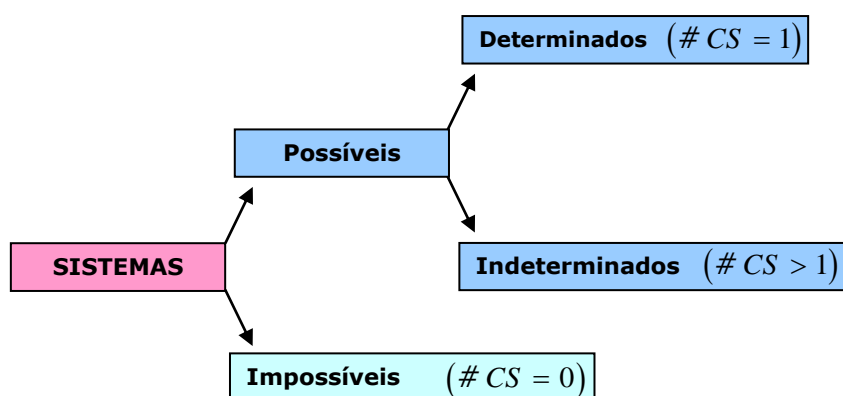 Determinados (# CS = 1)
Possíveis
SISTEMAS
Indeterminados (# CS > 1)
Impossíveis (# CS = 0)